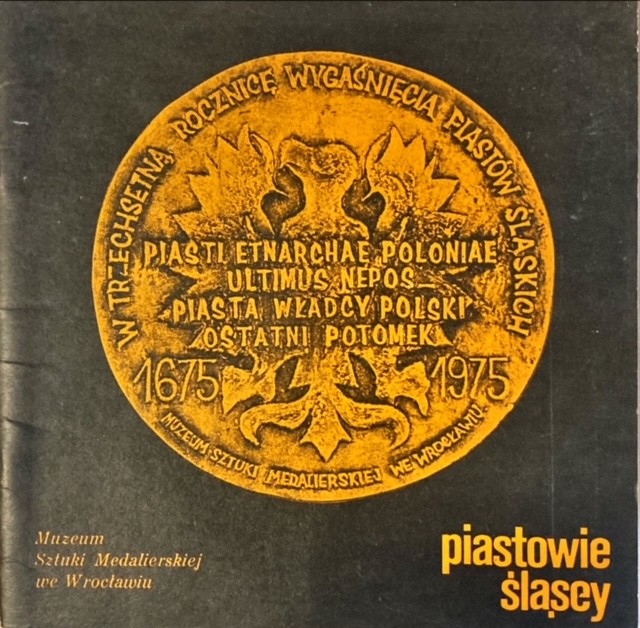 W TRZECHSETNĄ ROCZNICĘ WYGAŚNIĘCIA PIASTÓW ŚLĄSKICH
PIASTI ETNARCHAE POLONIAE
ULTIMUS NEPOS
PIASTA WŁADCY POLSKI
OSTATNI POTOMEK
1675 1975
MUZEUM SZTUKI MEDALIERSKIEJ WE WROCŁAWIU
Muzeum
Sztuki Medalierskiej
we Wrocławiu
piastowie
śląscy